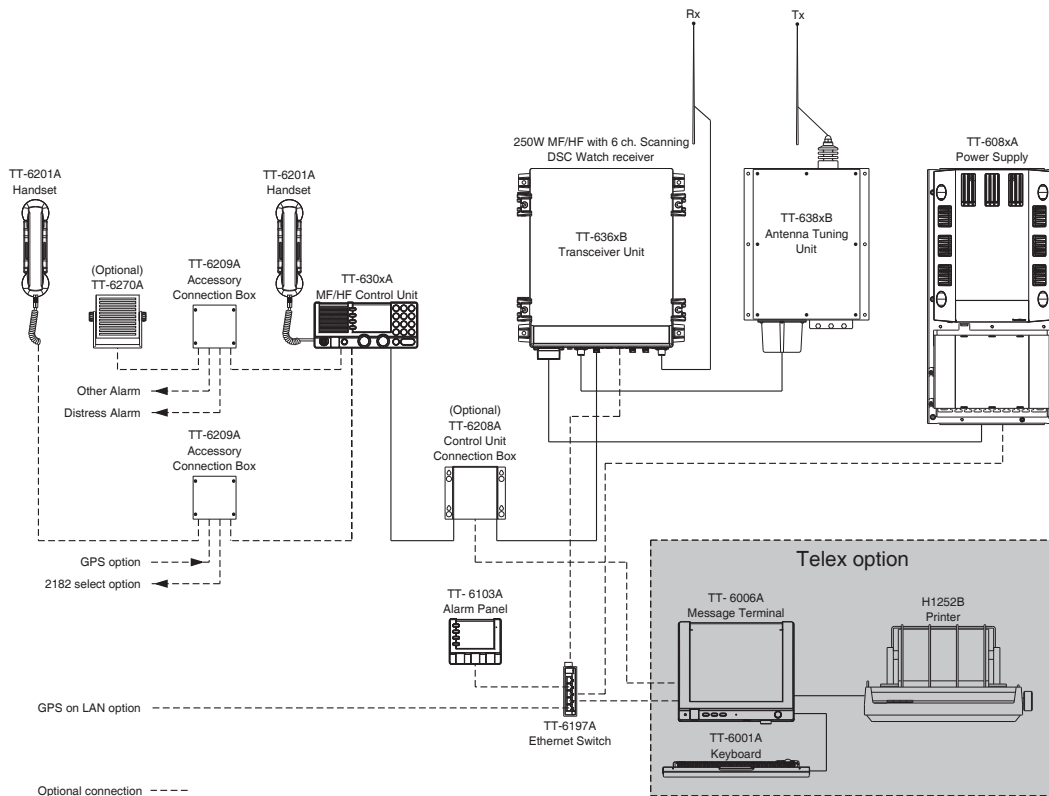 Rx
Tx
250W MF/HF with 6 ch. Scanning
DSC Watch receiver
TT-608xA
Power Supply
TT-6201A
Handset
TT-6201A
Handset
TT-636xB
Transceiver Unit
TT-638xB
Antenna Tuning
Unit
(Optional)
TT-6270A
TT-6209A
Accessory
Connection Box
TT-630xA
MF/HF Control Unit
Other Alarm
Distress Alarm
TT-6209A
Accessory
Connection Box
(Optional)
TT-6208A
Control Unit
Connection Box
GPS option
2182 select option
Telex option
TT- 6103A
Alarm Panel
TT- 6006A
Message Terminal
H1252B
Printer
GPS on LAN option
TT-6197A
Ethernet Switch
TT-6001A
Keyboard
Optional connection